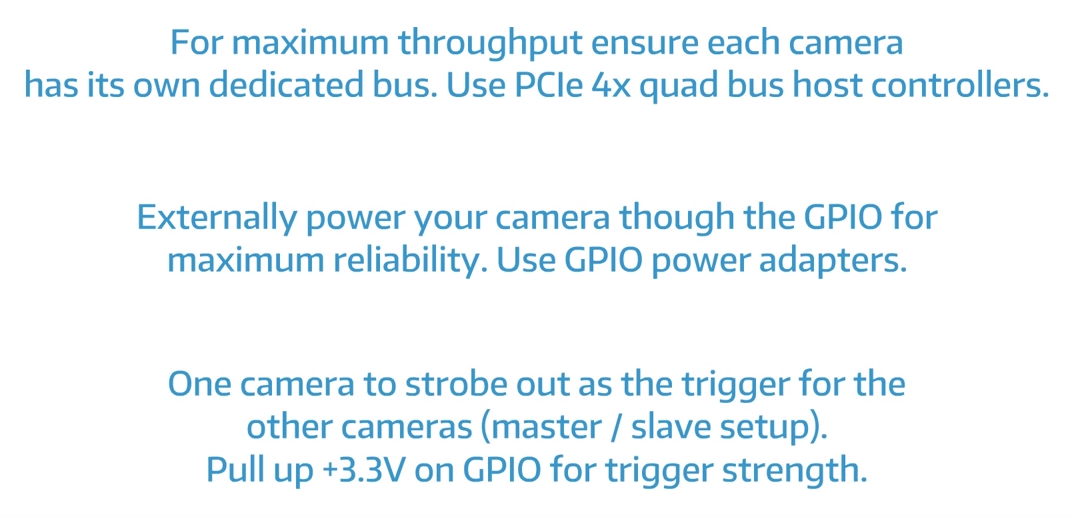 For maximum throughput ensure each camera
has its own dedicated bus. Use PCIe 4x quad bus host controllers.
Externally power your camera though the GPIO for
maximum reliability. Use GPIO power adapters.
One camera to strobe out as the trigger for the
other cameras (master / slave setup).
Pull up +3.3V on GPIO for trigger strength.